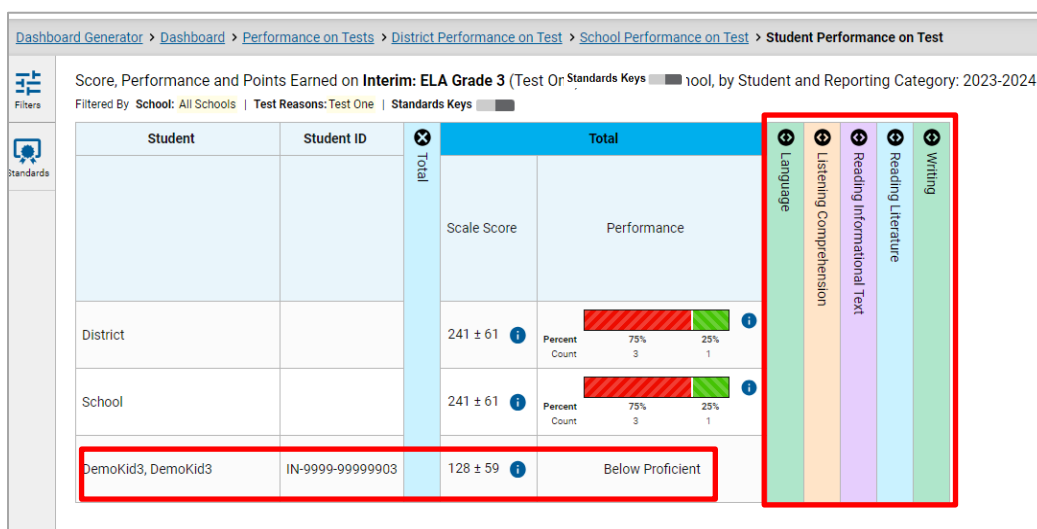 Dashboard Generator > Dashboard > Performance on Tests > District Performance on Test > School Performance on Test > Student Performance on Test
Filters
Standards
Score, Performance and Points Earned on Interim: ELA Grade 3 (Test Or Standards Keys hool, by Student and Reporting Category: 2023-2024
Filtered By School: All Schools | Test Reasons: Test One | Standards Keys
Student Student ID Total Total Language Listening Comprehension Reading Informational Text Reading Literature Writing
Scale Score Performance
District 241 ± 61
Percent 75% 25%
Count 3 1
School 241 ± 61
Percent 75% 25%
Count 3 1
DemoKid3, DemoKid3 IN-9999-99999903 128 ± 59 Below Proficient